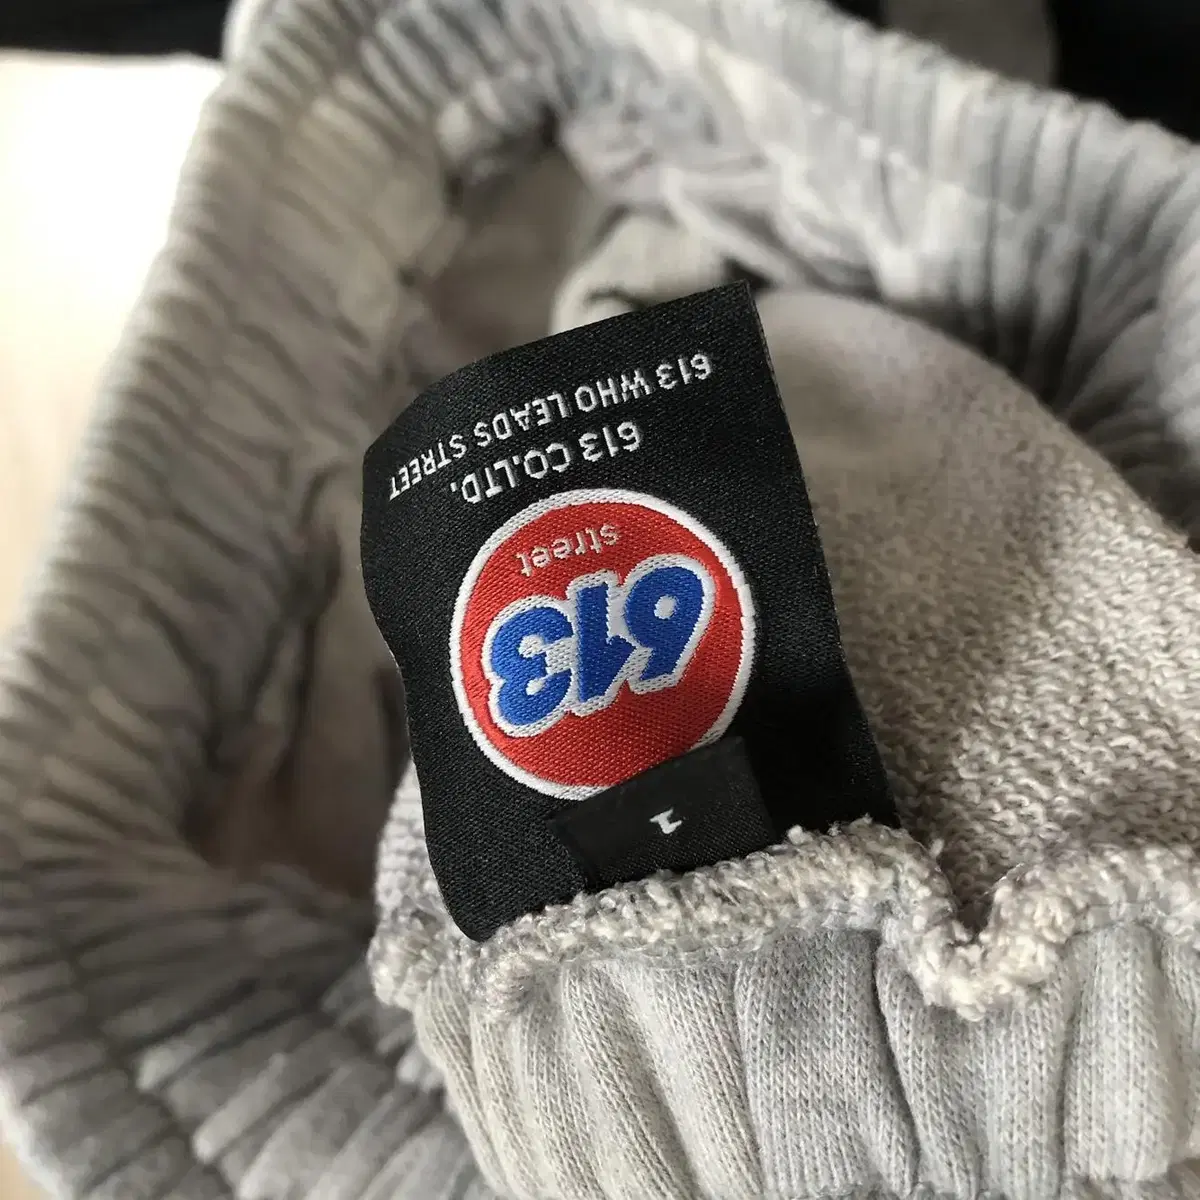 1
613
street
613 CO.LTD.
613 WHO LEADS STREET